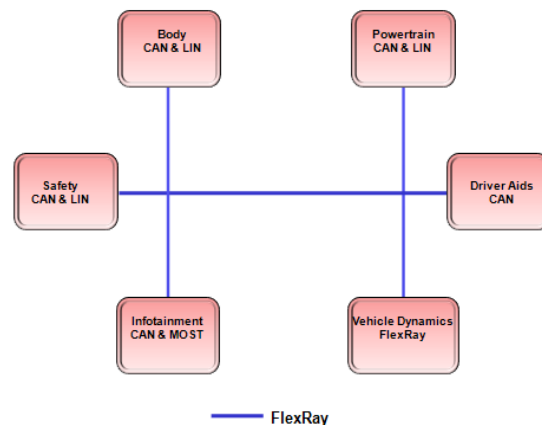 Body
CAN & LIN
Powertrain
CAN & LIN
Safety
CAN & LIN
Driver Aids
CAN
Infotainment
CAN & MOST
Vehicle Dynamics
FlexRay
FlexRay